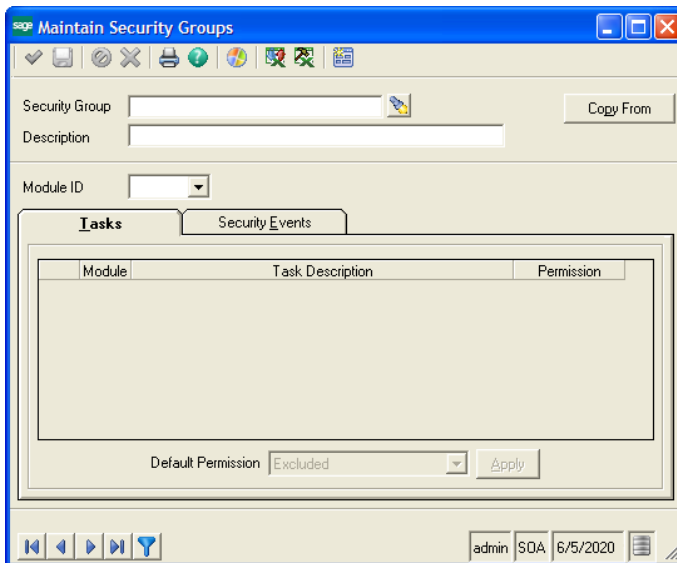 sage Maintain Security Groups
Security Group
Copy From
Description
Module ID
Tasks Security Events
Module Task Description Permission
Default Permission Excluded Apply
admin SOA 6/5/2020